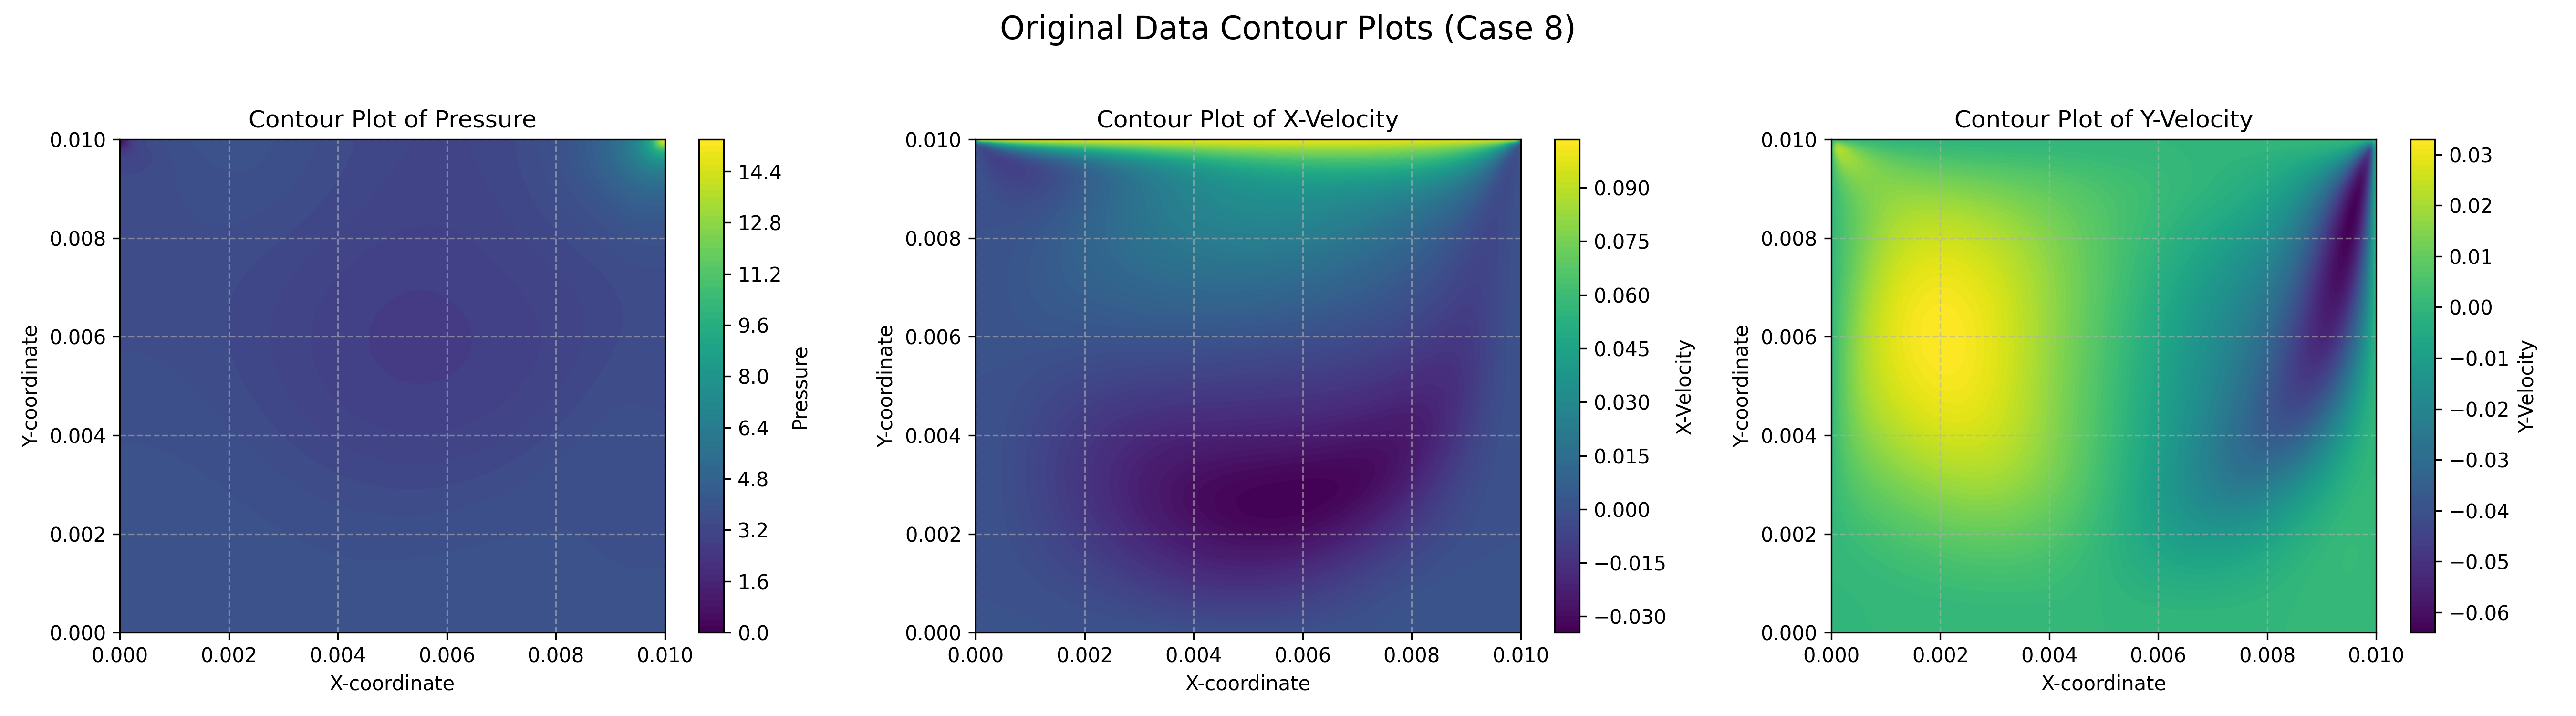 Original Data Contour Plots (Case 8)
Contour Plot of Pressure
0.010
0.008
0.006
0.004
0.002
0.000
Y-coordinate
0.000 0.002 0.004 0.006 0.008 0.010
X-coordinate
14.4
12.8
11.2
9.6
8.0
6.4
4.8
3.2
1.6
0.0
Pressure
Contour Plot of X-Velocity
0.010
0.008
0.006
0.004
0.002
0.000
Y-coordinate
0.000 0.002 0.004 0.006 0.008 0.010
X-coordinate
0.090
0.075
0.060
0.045
0.030
0.015
0.000
−0.015
−0.030
X-Velocity
Contour Plot of Y-Velocity
0.010
0.008
0.006
0.004
0.002
0.000
Y-coordinate
0.000 0.002 0.004 0.006 0.008 0.010
X-coordinate
0.03
0.02
0.01
0.00
−0.01
−0.02
−0.03
−0.04
−0.05
−0.06
Y-Velocity